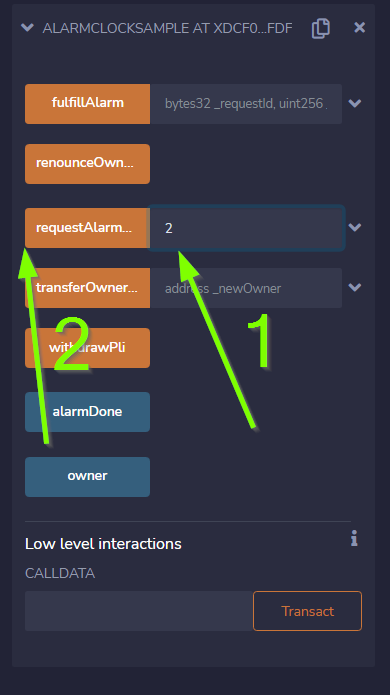 ALARMCLOCKSAMPLE AT XDCF0...FDF
fulfillAlarm bytes32 _requestId, uint256
renounceOwn...
requestAlarm... 2
transferOwner... address _newOwner
2 1
withdrawPli
alarmDone
owner
Low level interactions
CALLDATA
Transact